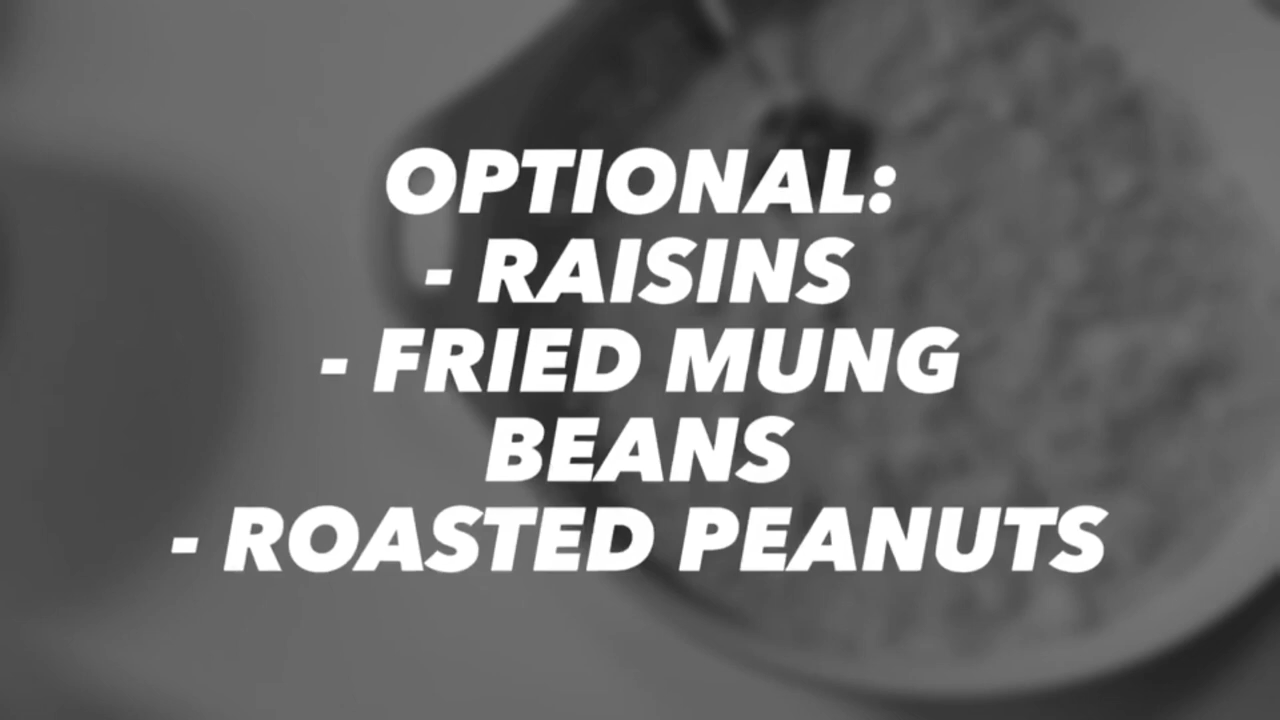 OPTIONAL:
- RAISINS
- FRIED MUNG
BEANS
- ROASTED PEANUTS